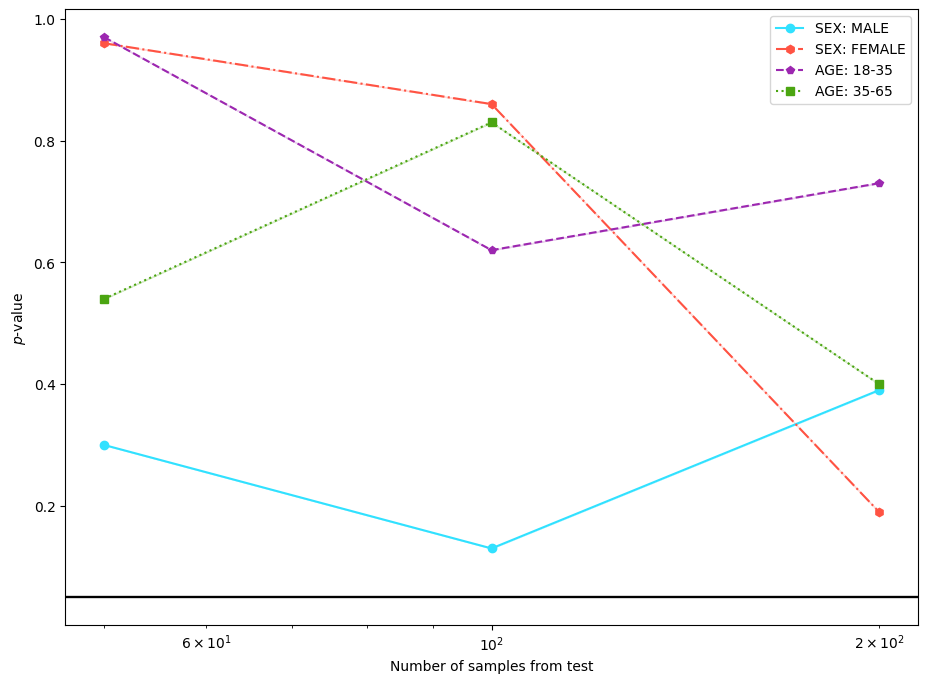 SEX: MALE
SEX: FEMALE
AGE: 18-35
AGE: 35-65
1.0
0.8
0.6
0.4
0.2
p-value
6 × 10¹
10²
2 × 10²
Number of samples from test